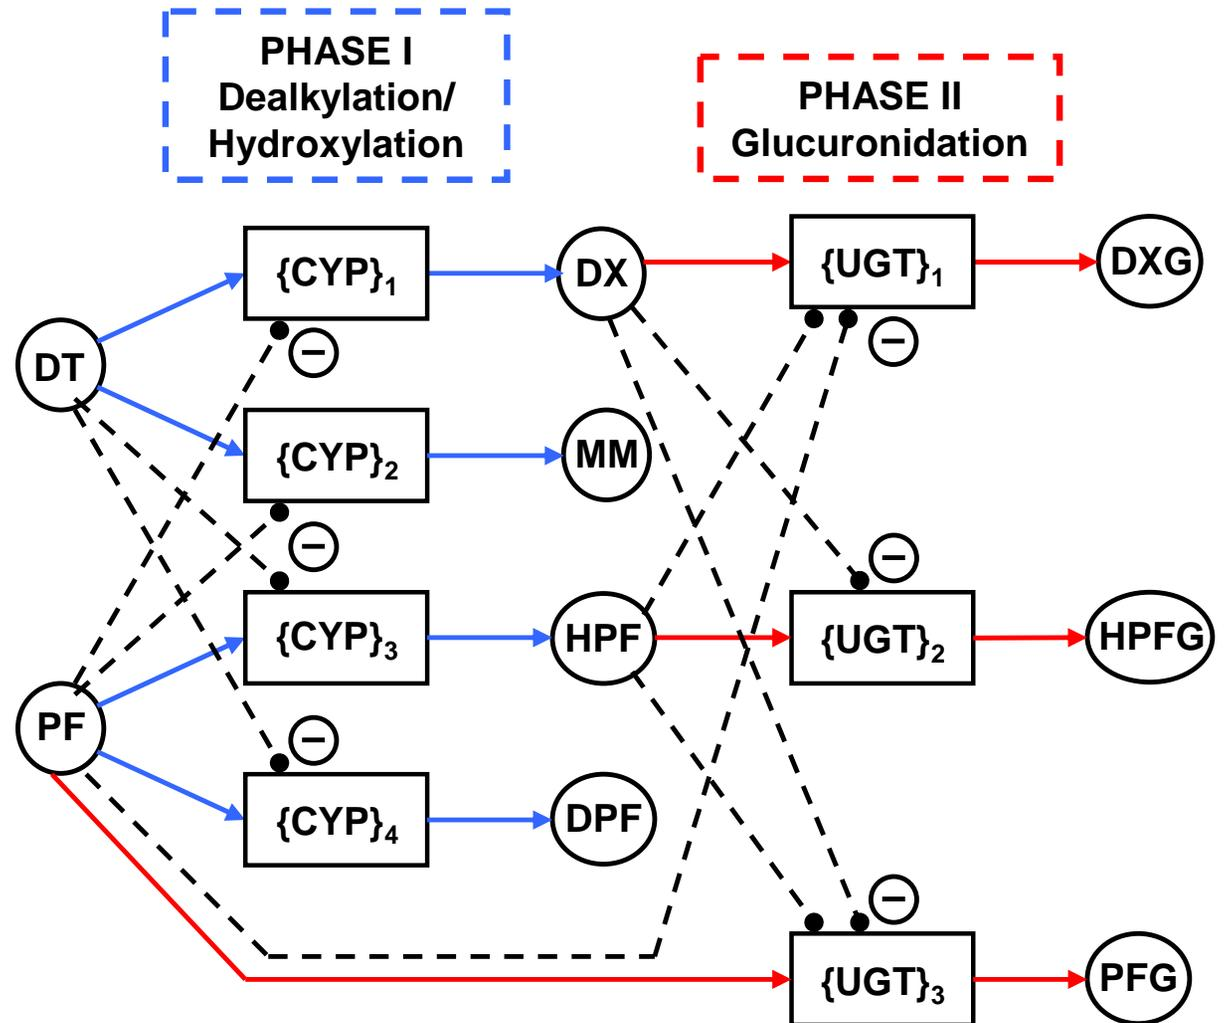 PHASE I
Dealkylation/
Hydroxylation
PHASE II
Glucuronidation
{CYP}1
DX
{UGT}1
DXG
−
−
DT
{CYP}2
MM
−
−
{CYP}3
HPF
{UGT}2
HPFG
PF
−
{CYP}4
DPF
−
{UGT}3
PFG